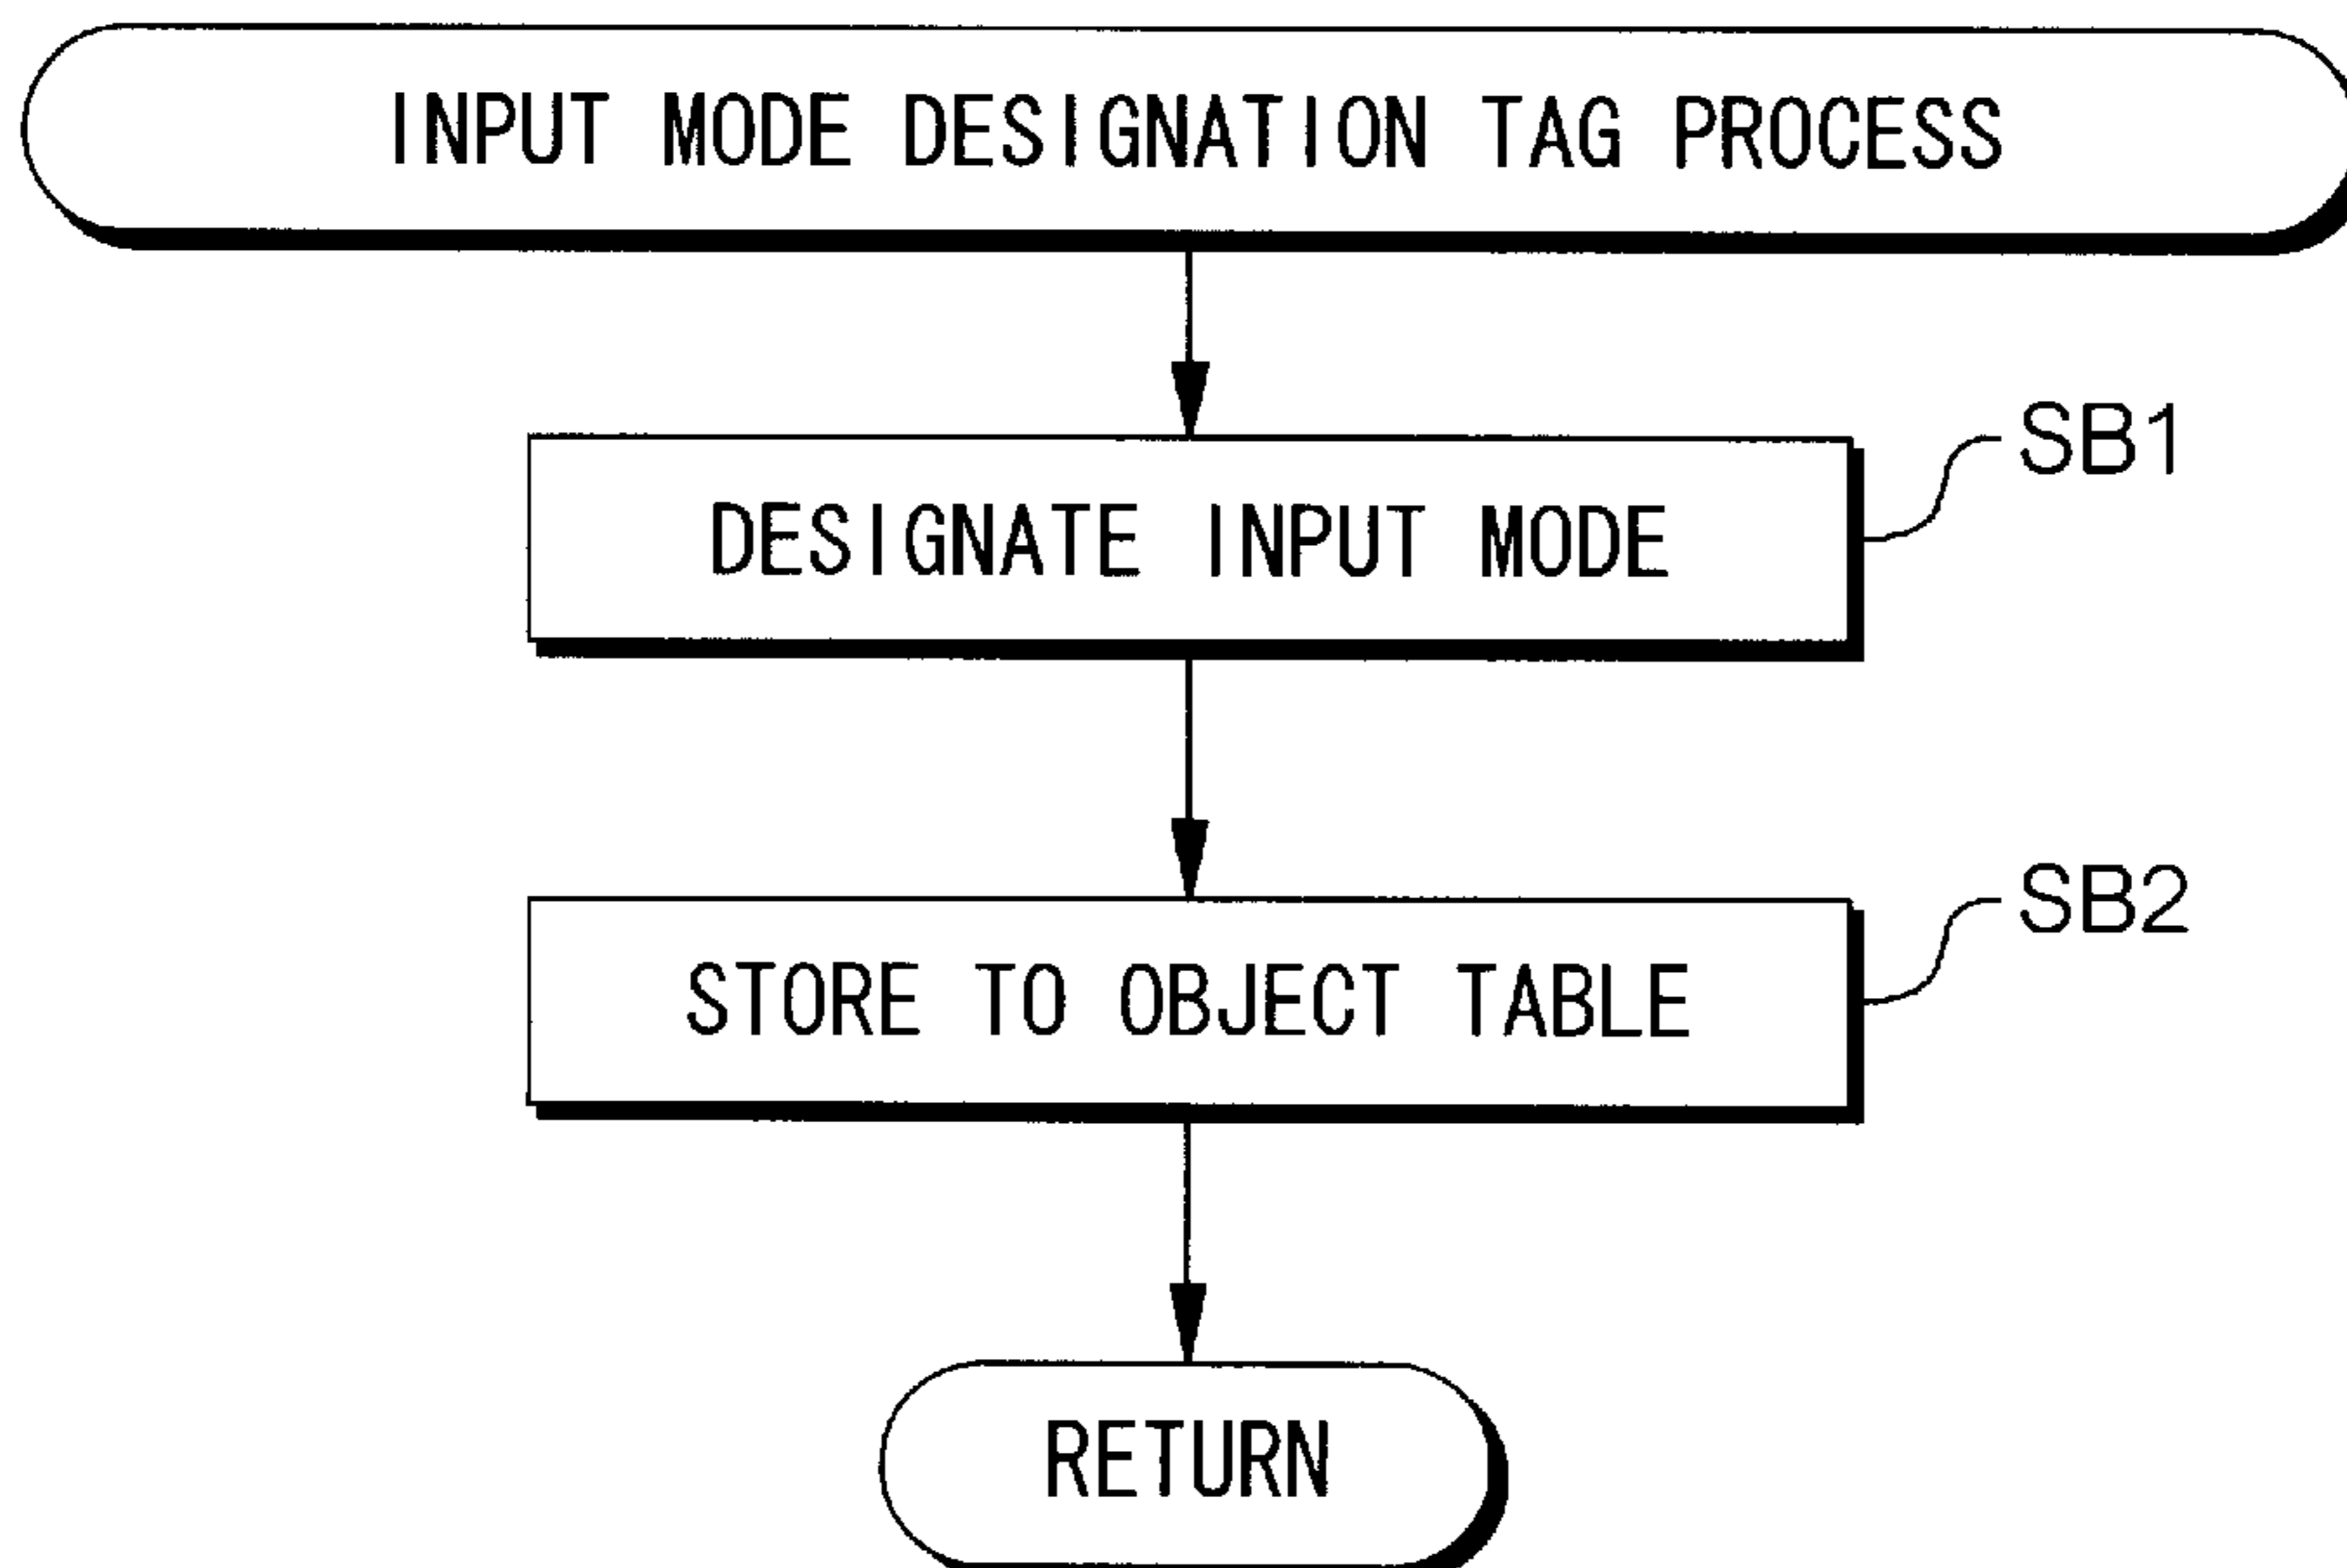 INPUT MODE DESIGNATION TAG PROCESS
SB1
DESIGNATE INPUT MODE
SB2
STORE TO OBJECT TABLE
RETURN